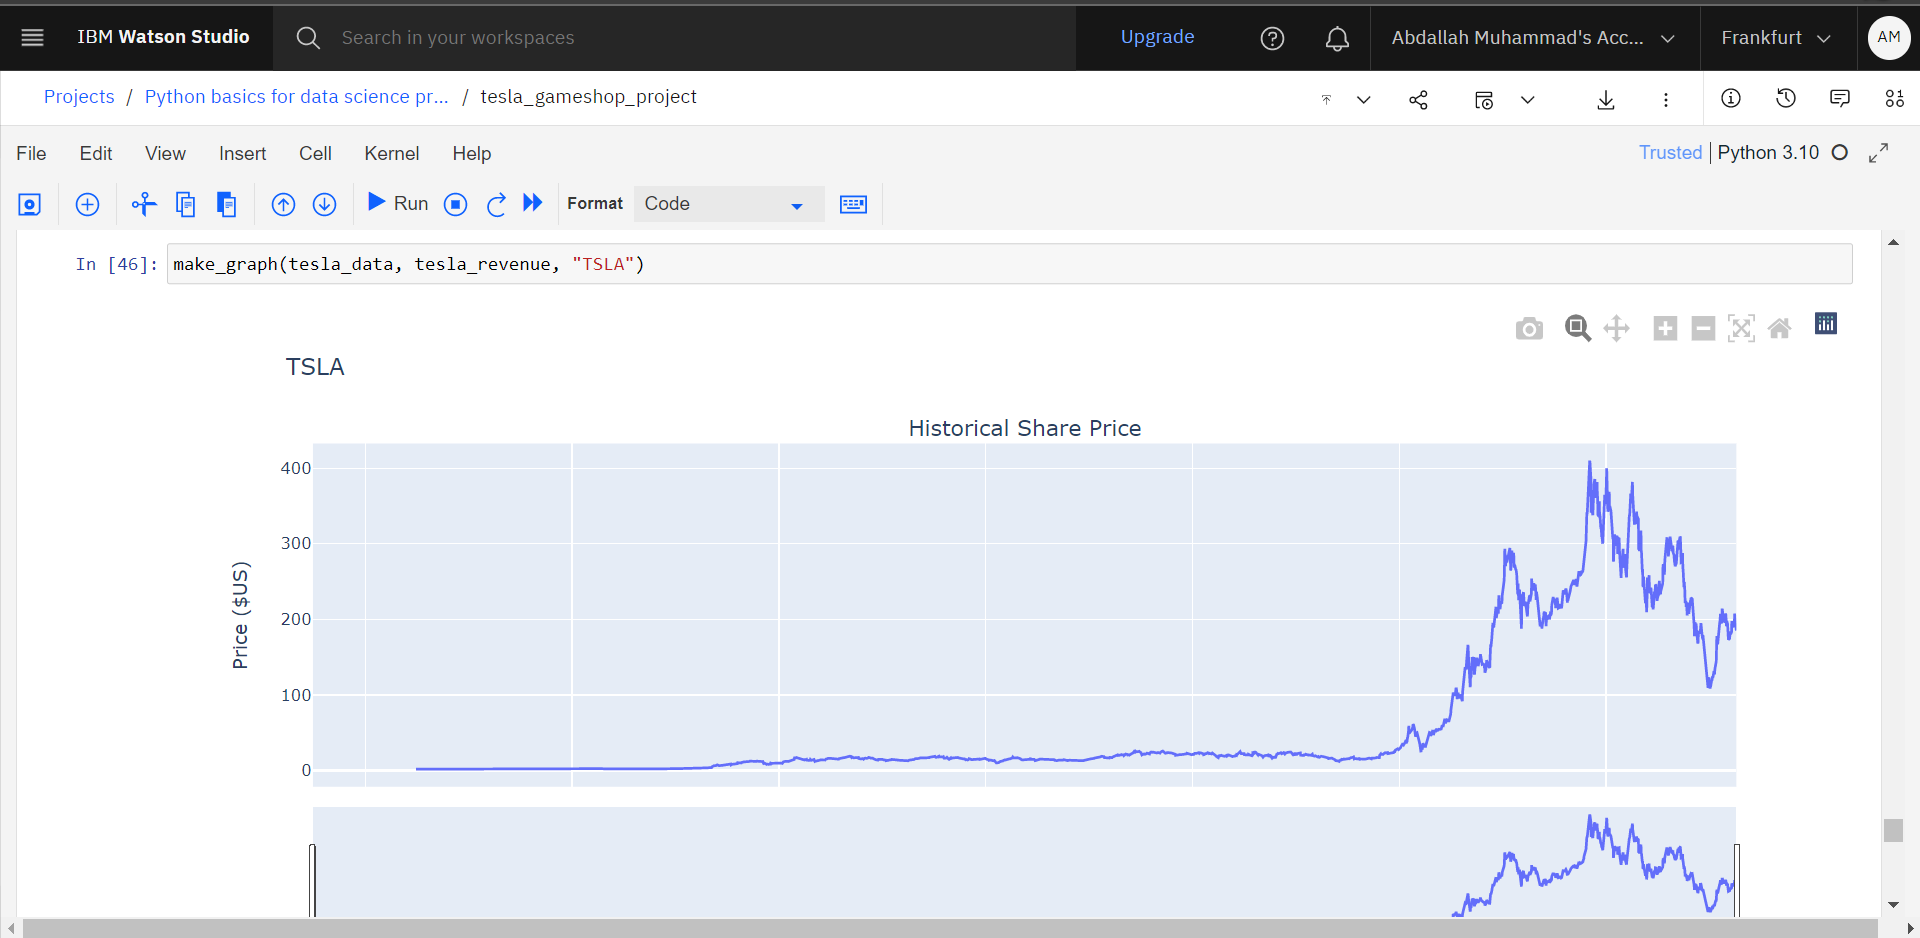 IBM Watson Studio
Search in your workspaces
Upgrade
Abdallah Muhammad's Acc...
Frankfurt
AM
Projects / Python basics for data science pr... / tesla_gameshop_project
File Edit View Insert Cell Kernel Help
Trusted | Python 3.10
Run
Format
Code
In [46]: make_graph(tesla_data, tesla_revenue, "TSLA")
TSLA
Historical Share Price
400
300
200
100
0
Price ($US)